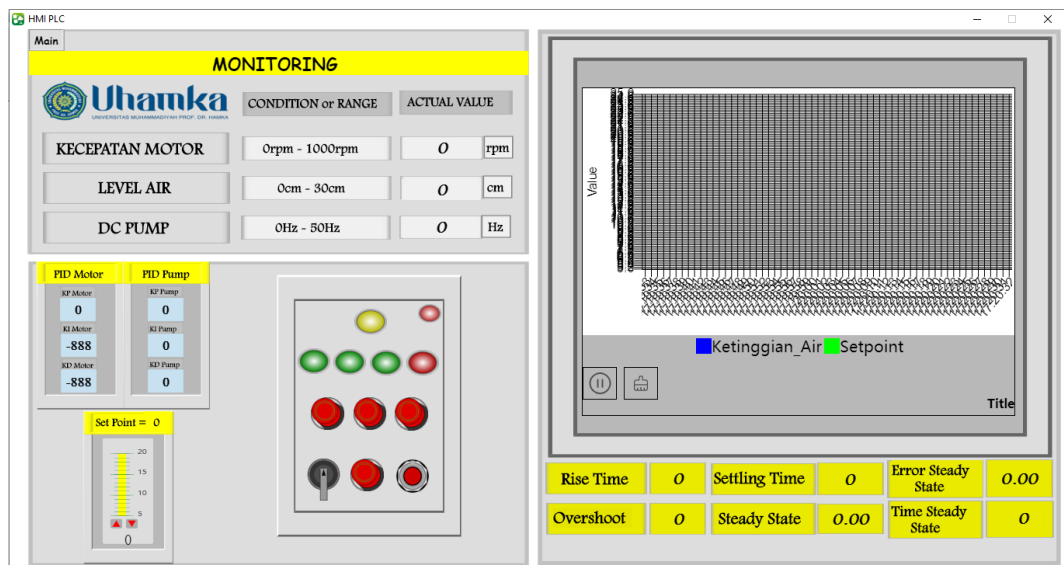 HMI PLC
Main
MONITORING
Uhamka
UNIVERSITAS MUHAMMADIYAH PROF. DR. HAMKA
CONDITION or RANGE
ACTUAL VALUE
KECEPATAN MOTOR
0rpm - 1000rpm
0
rpm
LEVEL AIR
0cm - 30cm
0
cm
DC PUMP
0Hz - 50Hz
0
Hz
PID Motor
PID Pump
KP Motor
KP Pump
0
0
KI Motor
KI Pump
-888
0
KD Motor
KD Pump
-888
0
Set Point = 0
20
15
10
5
0
Value
Ketinggian_Air
Setpoint
Title
Rise Time
0
Settling Time
0
Error Steady
State
0.00
Overshoot
0
Steady State
0.00
Time Steady
State
0